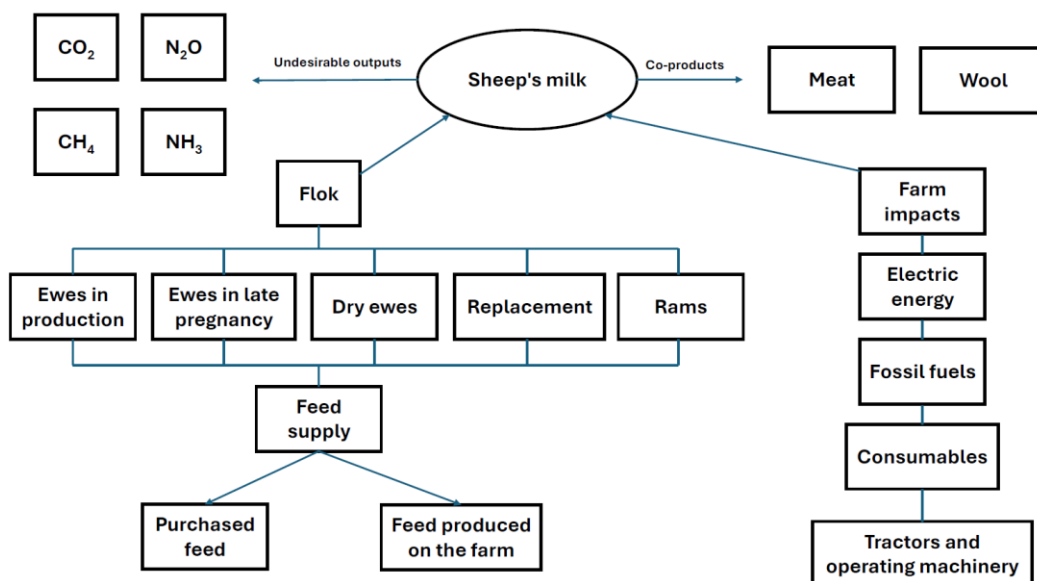 CO₂
N₂O
Undesirable outputs
Sheep's milk
Co-products
Meat
Wool
CH₄
NH₃
Flok
Farm
impacts
Ewes in
production
Ewes in late
pregnancy
Dry ewes
Replacement
Rams
Electric
energy
Fossil fuels
Feed
supply
Consumables
Purchased
feed
Feed produced
on the farm
Tractors and
operating machinery